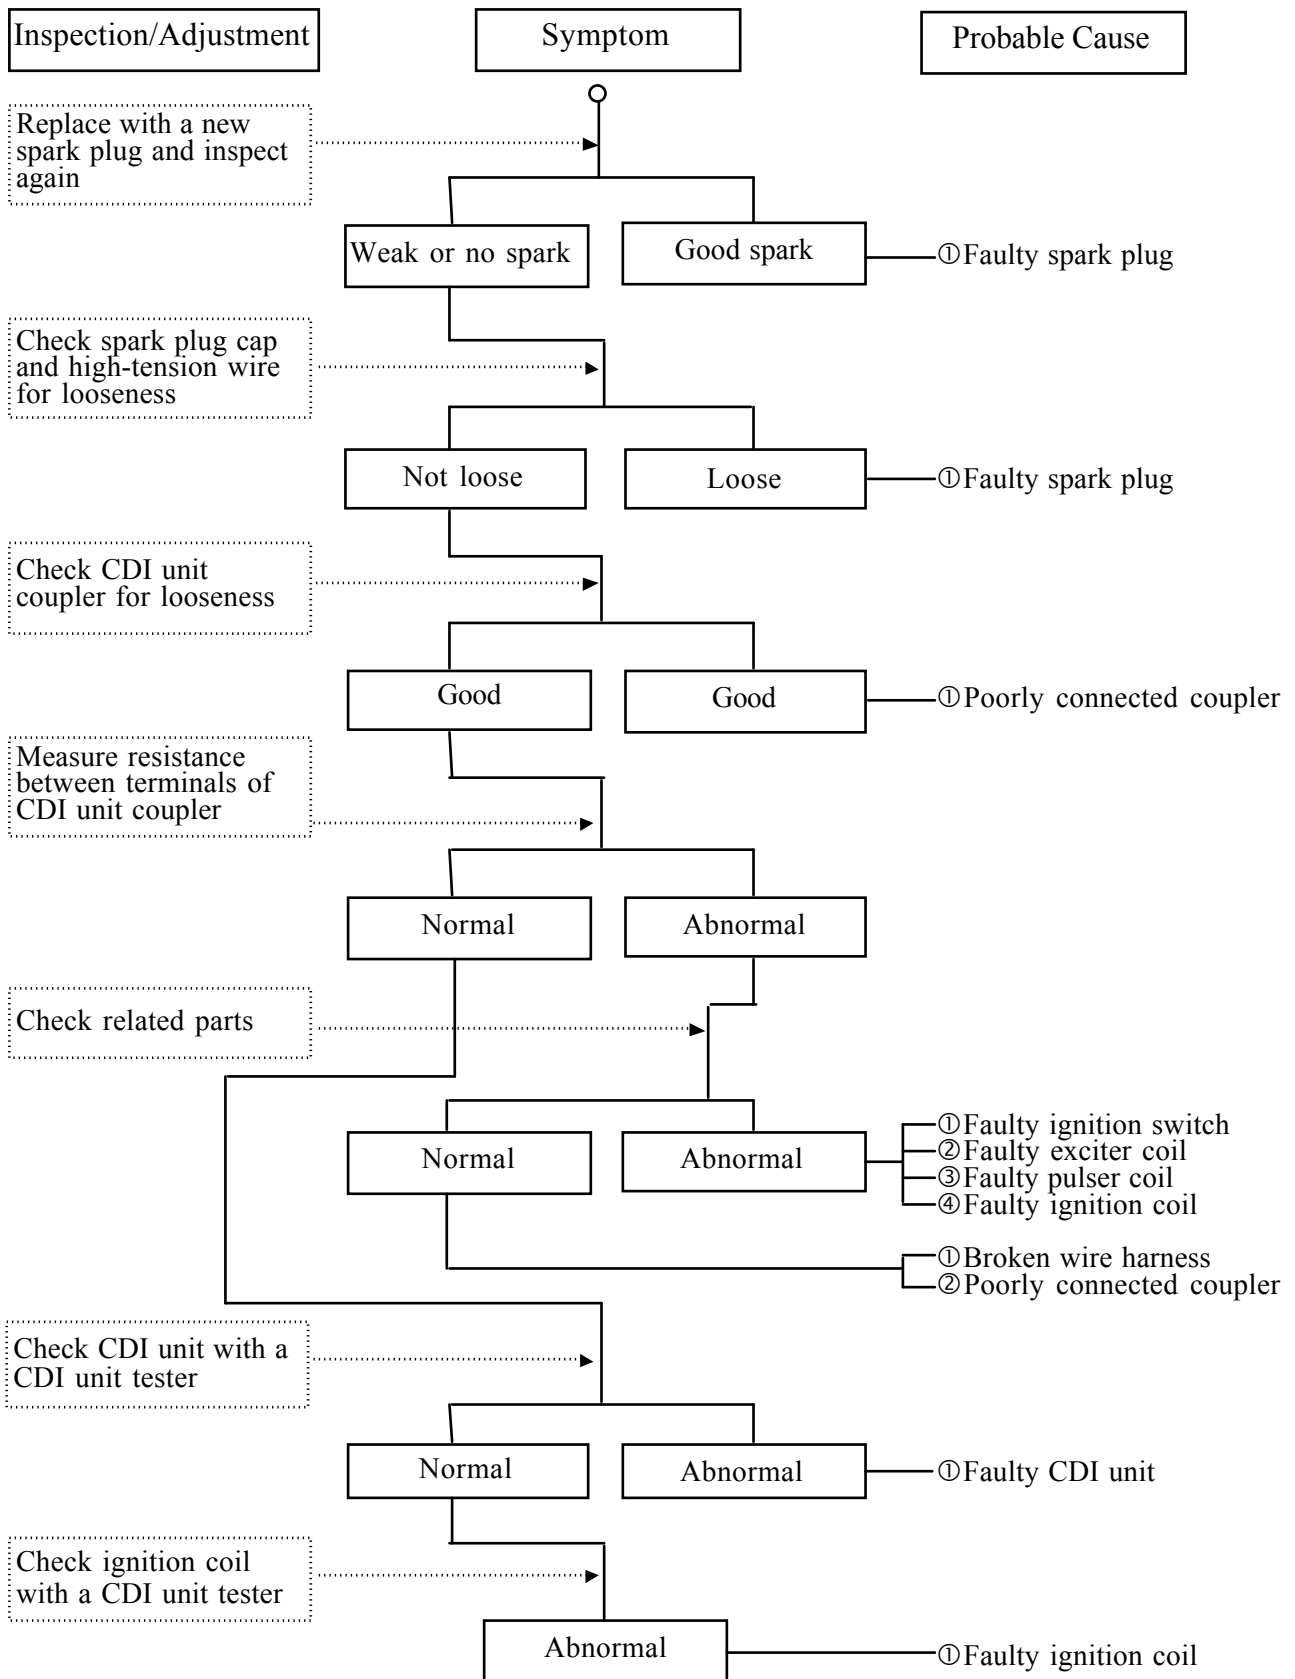 Inspection/Adjustment
Symptom
Probable Cause
Replace with a new
spark plug and inspect
again
Weak or no spark
Good spark
①Faulty spark plug
Check spark plug cap
and high-tension wire
for looseness
Not loose
Loose
①Faulty spark plug
Check CDI unit
coupler for looseness
Good
Good
①Poorly connected coupler
Measure resistance
between terminals of
CDI unit coupler
Normal
Abnormal
Check related parts
Normal
Abnormal
①Faulty ignition switch
②Faulty exciter coil
③Faulty pulser coil
④Faulty ignition coil
①Broken wire harness
②Poorly connected coupler
Check CDI unit with a
CDI unit tester
Normal
Abnormal
①Faulty CDI unit
Check ignition coil
with a CDI unit tester
Abnormal
①Faulty ignition coil